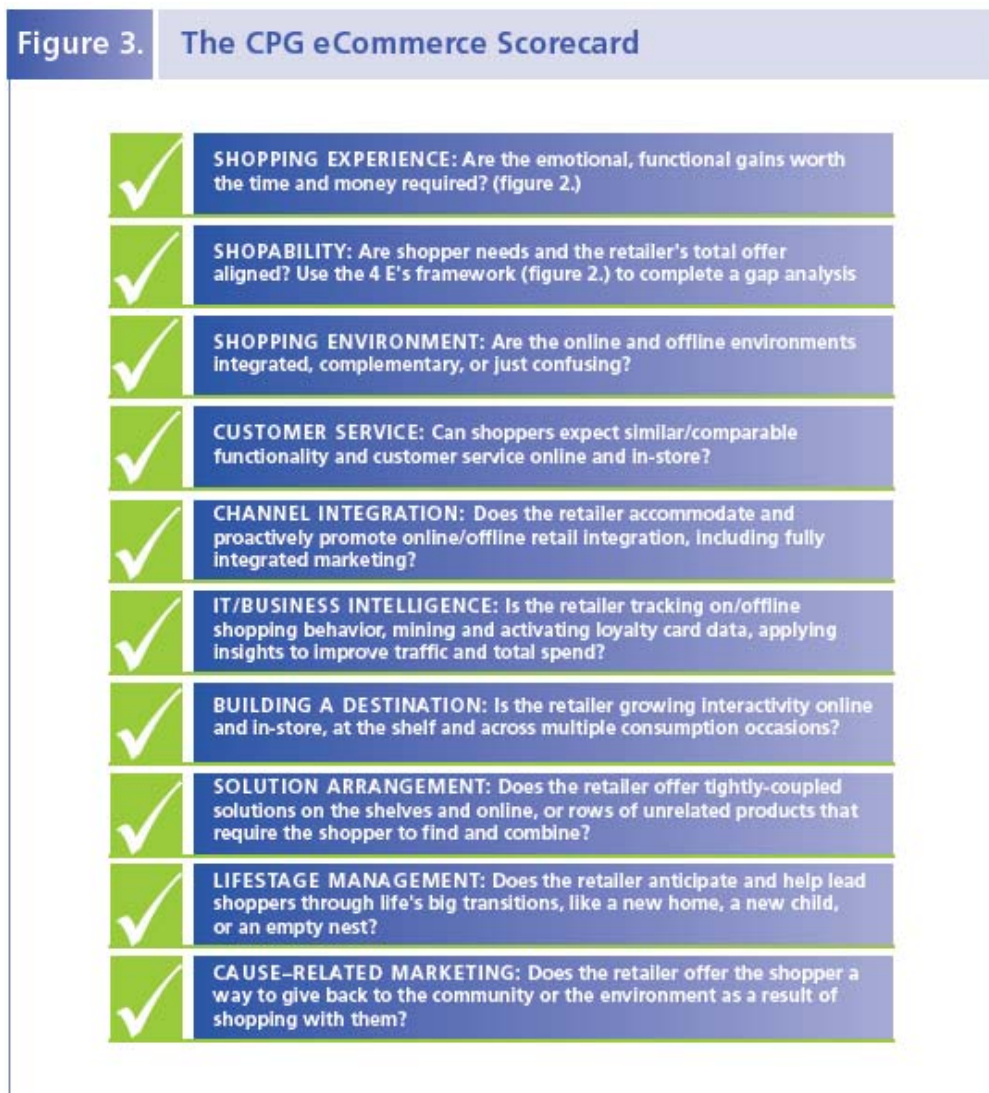 Figure 3.
The CPG eCommerce Scorecard
SHOPPING EXPERIENCE: Are the emotional, functional gains worth
the time and money required? (figure 2.)
SHOPABILITY: Are shopper needs and the retailer's total offer
aligned? Use the 4 E's framework (figure 2.) to complete a gap analysis
SHOPPING ENVIRONMENT: Are the online and offline environments
integrated, complementary, or just confusing?
CUSTOMER SERVICE: Can shoppers expect similar/comparable
functionality and customer service online and in-store?
CHANNEL INTEGRATION: Does the retailer accommodate and
proactively promote online/offline retail integration, including fully
integrated marketing?
IT/BUSINESS INTELLIGENCE: Is the retailer tracking on/offline
shopping behavior, mining and activating loyalty card data, applying
insights to improve traffic and total spend?
BUILDING A DESTINATION: Is the retailer growing interactivity online
and in-store, at the shelf and across multiple consumption occasions?
SOLUTION ARRANGEMENT: Does the retailer offer tightly-coupled
solutions on the shelves and online, or rows of unrelated products that
require the shopper to find and combine?
LIFESTAGE MANAGEMENT: Does the retailer anticipate and help lead
shoppers through life's big transitions, like a new home, a new child,
or an empty nest?
CAUSE–RELATED MARKETING: Does the retailer offer the shopper a
way to give back to the community or the environment as a result of
shopping with them?